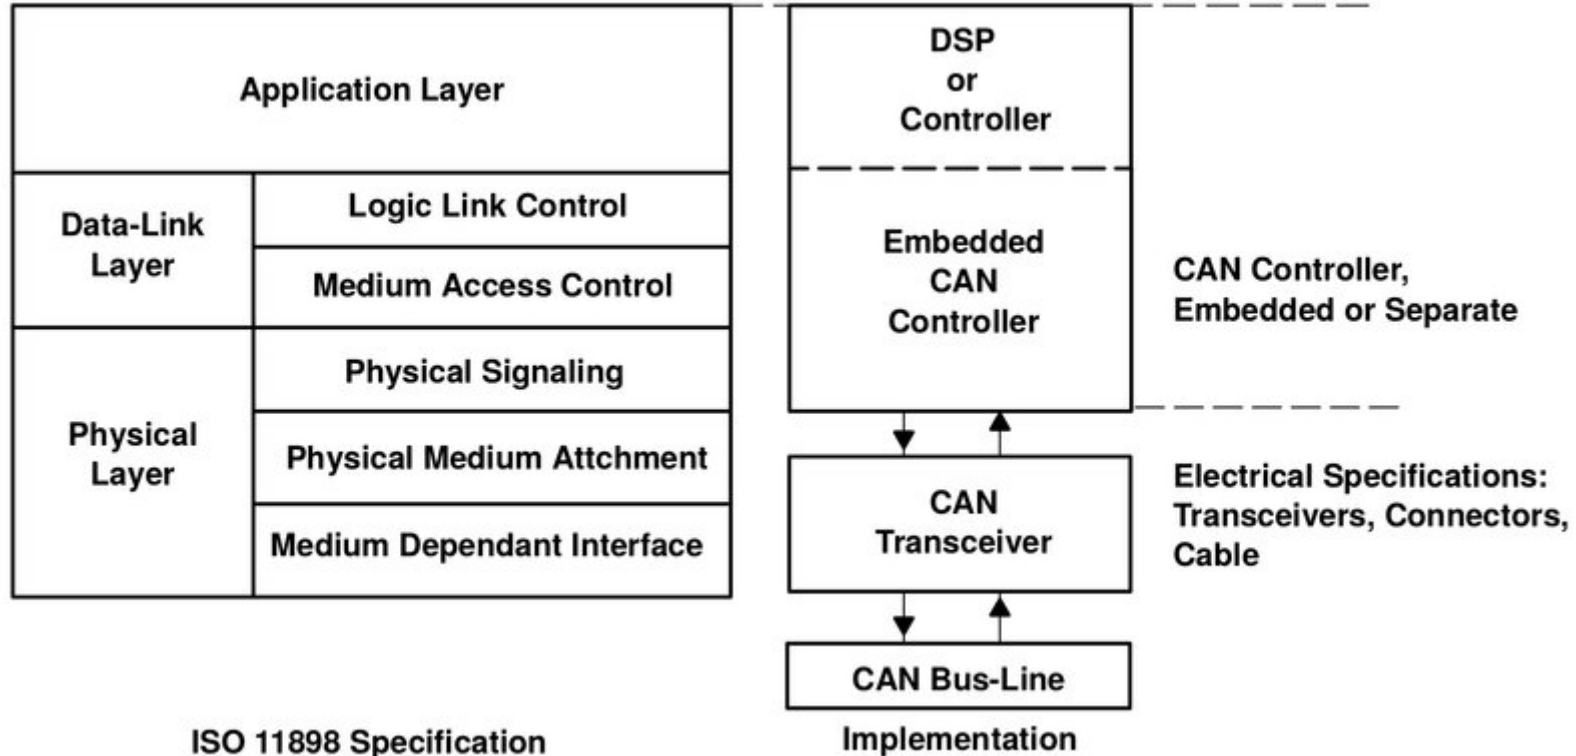 Application Layer
Data-Link
Layer
Logic Link Control
Medium Access Control
Physical
Layer
Physical Signaling
Physical Medium Attchment
Medium Dependant Interface
ISO 11898 Specification
DSP
or
Controller
Embedded
CAN
Controller
CAN
Transceiver
CAN Bus-Line
Implementation
CAN Controller,
Embedded or Separate
Electrical Specifications:
Transceivers, Connectors,
Cable